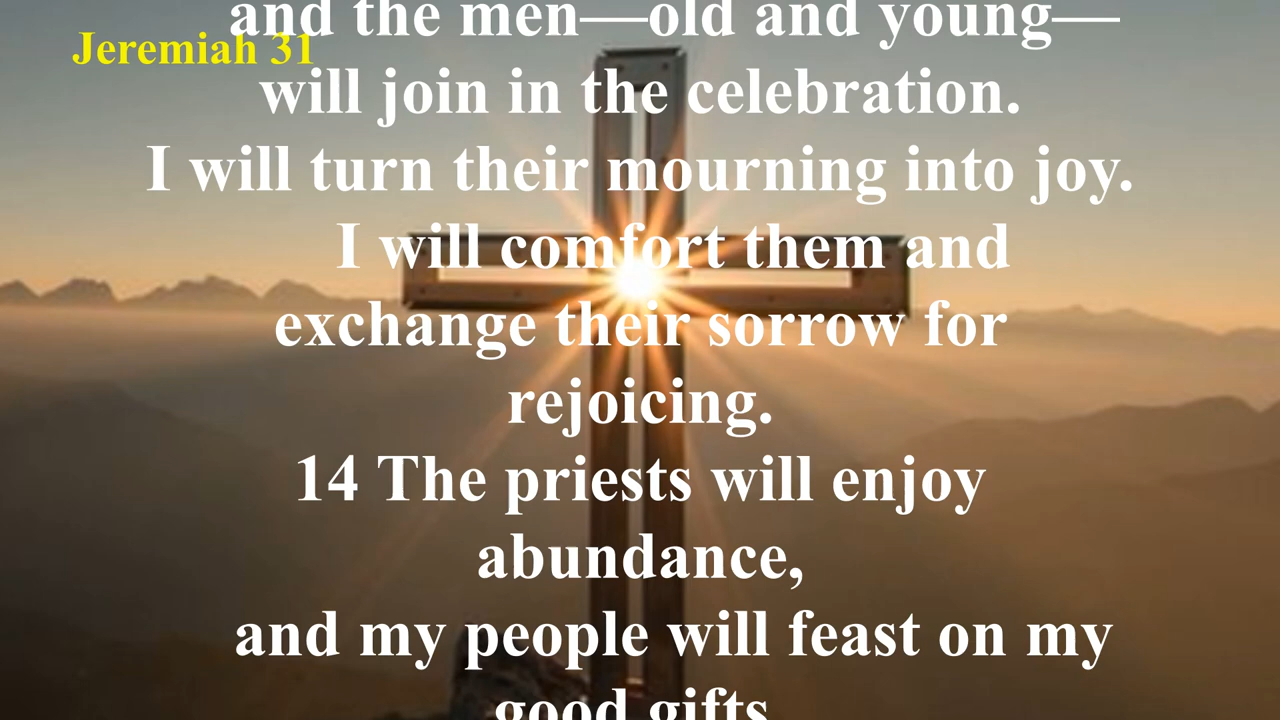 and the men—old and young—
Jeremiah 31
will join in the celebration.
I will turn their mourning into joy.
I will comfort them and
exchange their sorrow for
rejoicing.
14 The priests will enjoy
abundance,
and my people will feast on my
good gifts